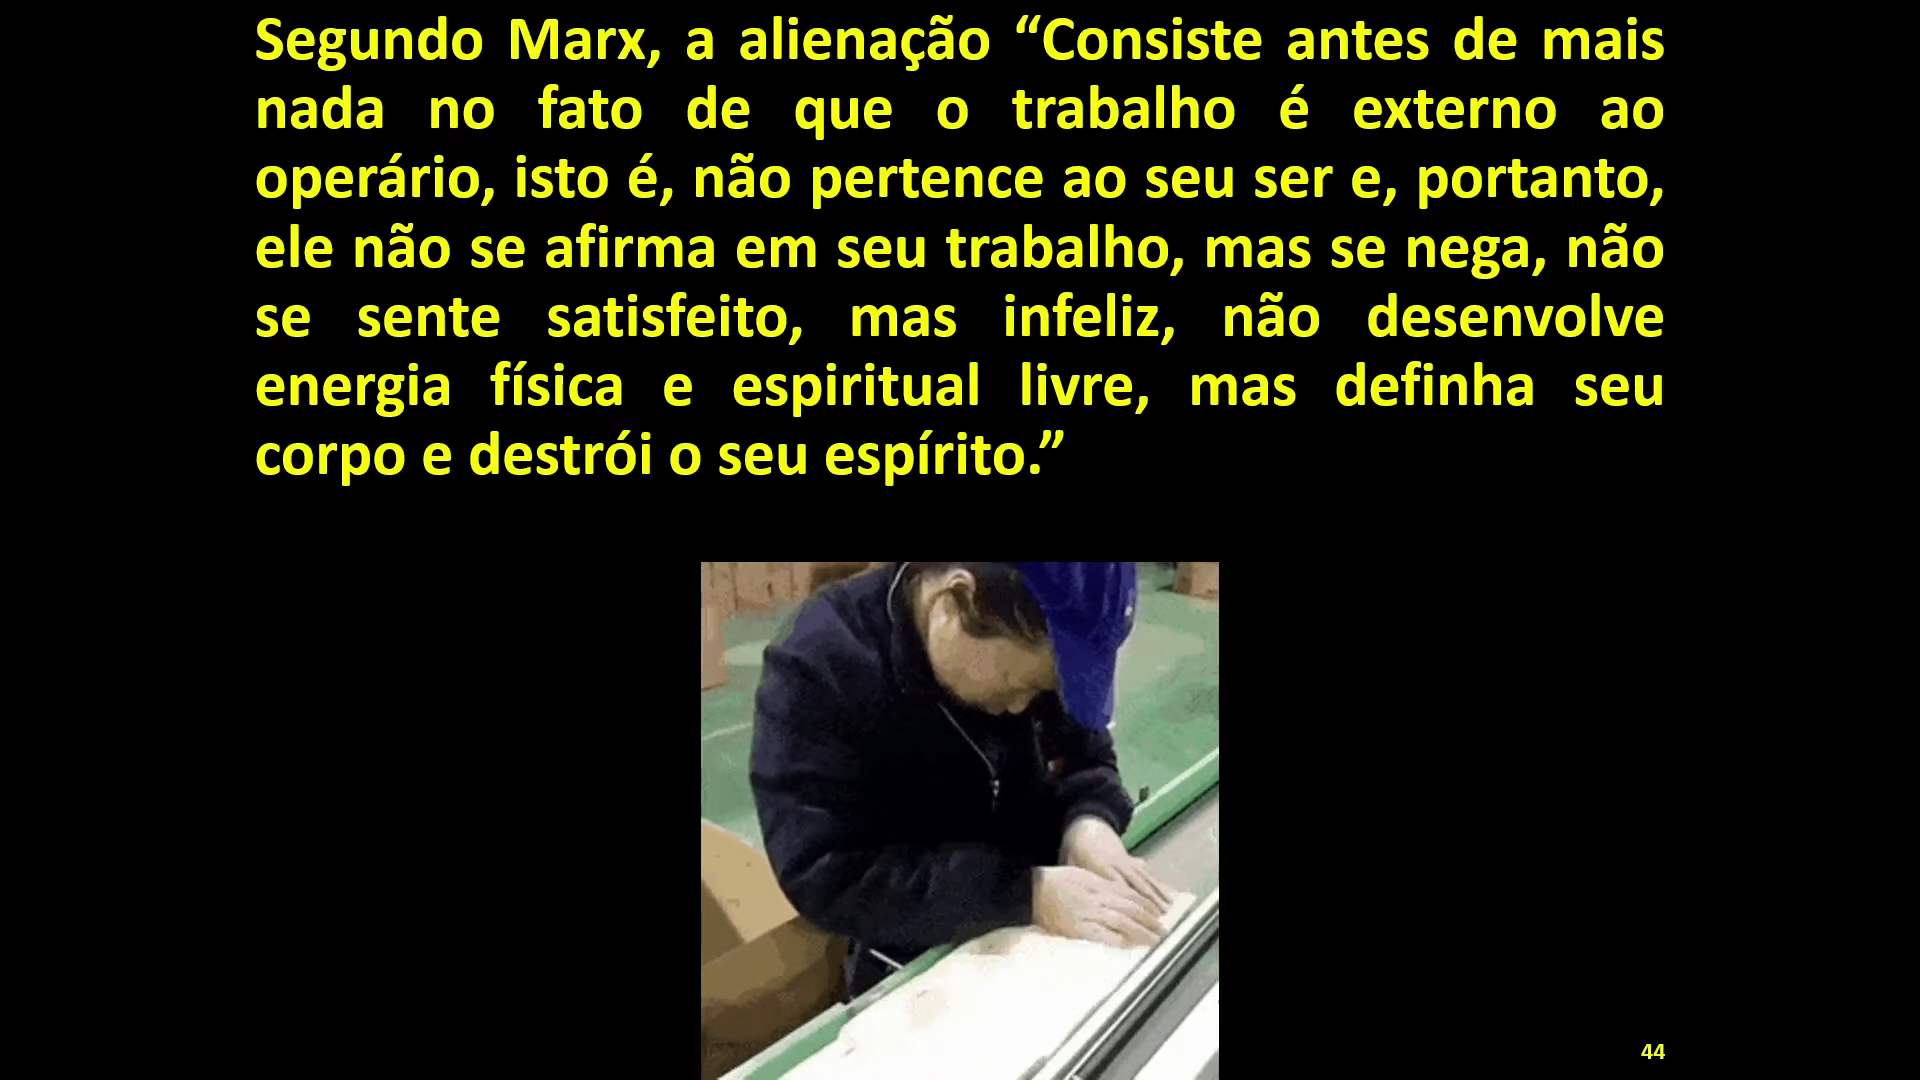 Segundo Marx, a alienação “Consiste antes de mais
nada no fato de que o trabalho é externo ao
operário, isto é, não pertence ao seu ser e, portanto,
ele não se afirma em seu trabalho, mas se nega, não
se sente satisfeito, mas infeliz, não desenvolve
energia física e espiritual livre, mas definha seu
corpo e destrói o seu espírito.”
44